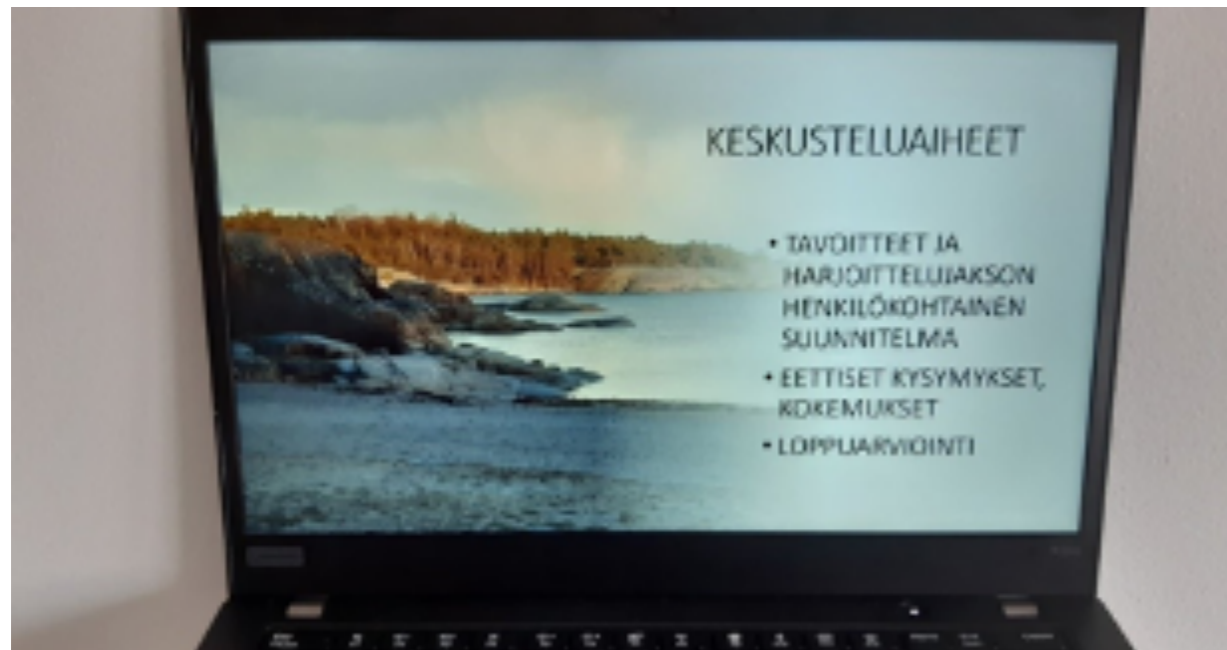 KESKUSTELUAIHEET
• TAVOITTEET JA
HARJOITTELUJAKSON
HENKILÖKOHTAINEN
SUUNNITELMA
• EETTISET KYSYMYKSET,
KOKEMUKSET
• LOPPUARVIOINTI